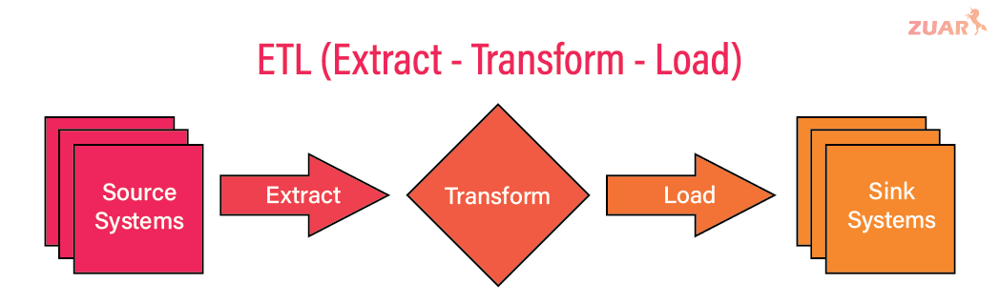 ZUAR
ETL (Extract - Transform - Load)
Source
Systems
Extract
Transform
Load
Sink
Systems